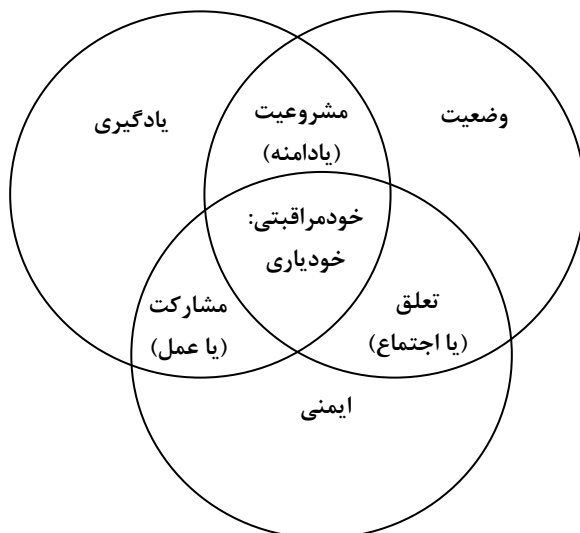 وضعیت
مشروعیت
(یادامنه)
یادگیری
خودمراقبتی:
خودیاری
تعلق
(یا اجتماع)
مشارکت
(یا عمل)
ایمنی